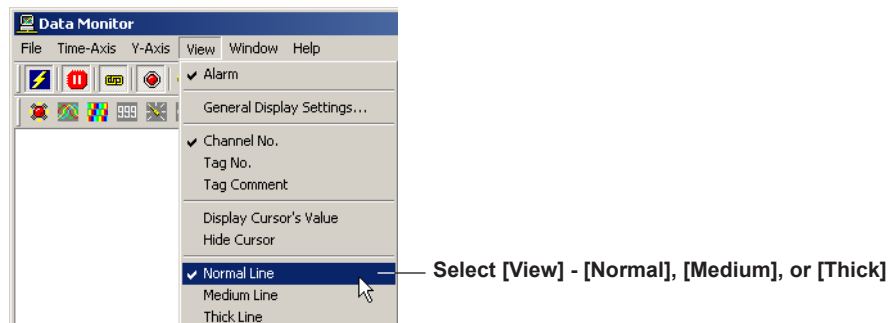 Data Monitor
File Time-Axis Y-Axis View Window Help
Alarm
999
General Display Settings...
Channel No.
Tag No.
Tag Comment
Display Cursor's Value
Hide Cursor
Normal Line
Select [View] - [Normal], [Medium], or [Thick]
Medium Line
Thick Line